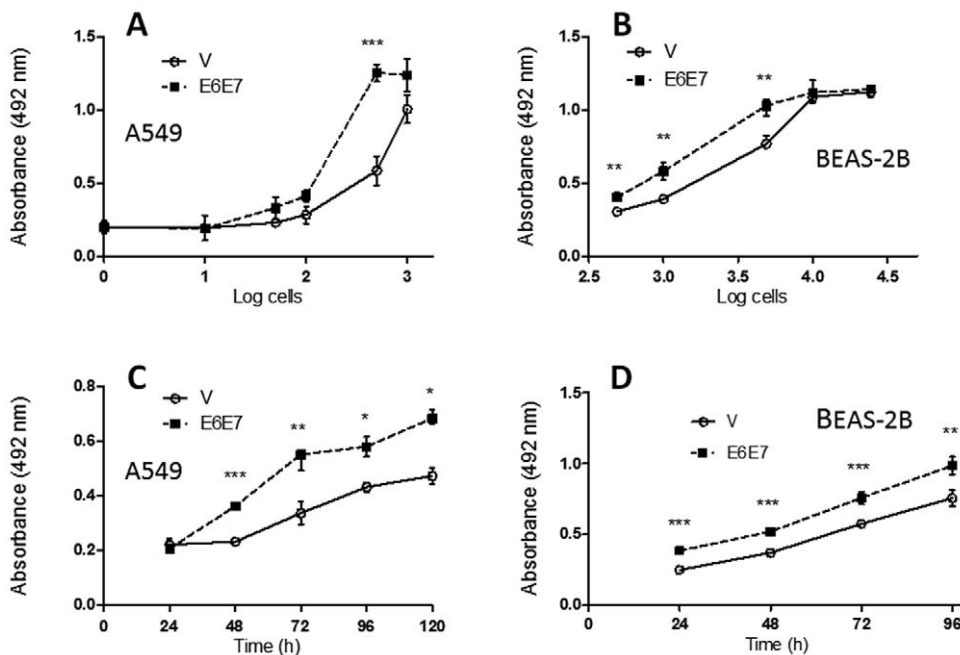 A
Absorbance (492 nm)
1.5
1.0
0.5
0.0
V
E6E7
A549
***
0 1 2 3
Log cells
B
Absorbance (492 nm)
1.5
1.0
0.5
0.0
V
E6E7
BEAS-2B
** ** **
2.5 3.0 3.5 4.0 4.5
Log cells
C
Absorbance (492 nm)
0.8
0.6
0.4
0.2
0.0
V
E6E7
A549
*** ** * *
0 24 48 72 96 120
Time (h)
D
Absorbance (492 nm)
1.5
1.0
0.5
0.0
V
E6E7
BEAS-2B
*** *** *** **
0 24 48 72 96
Time (h)